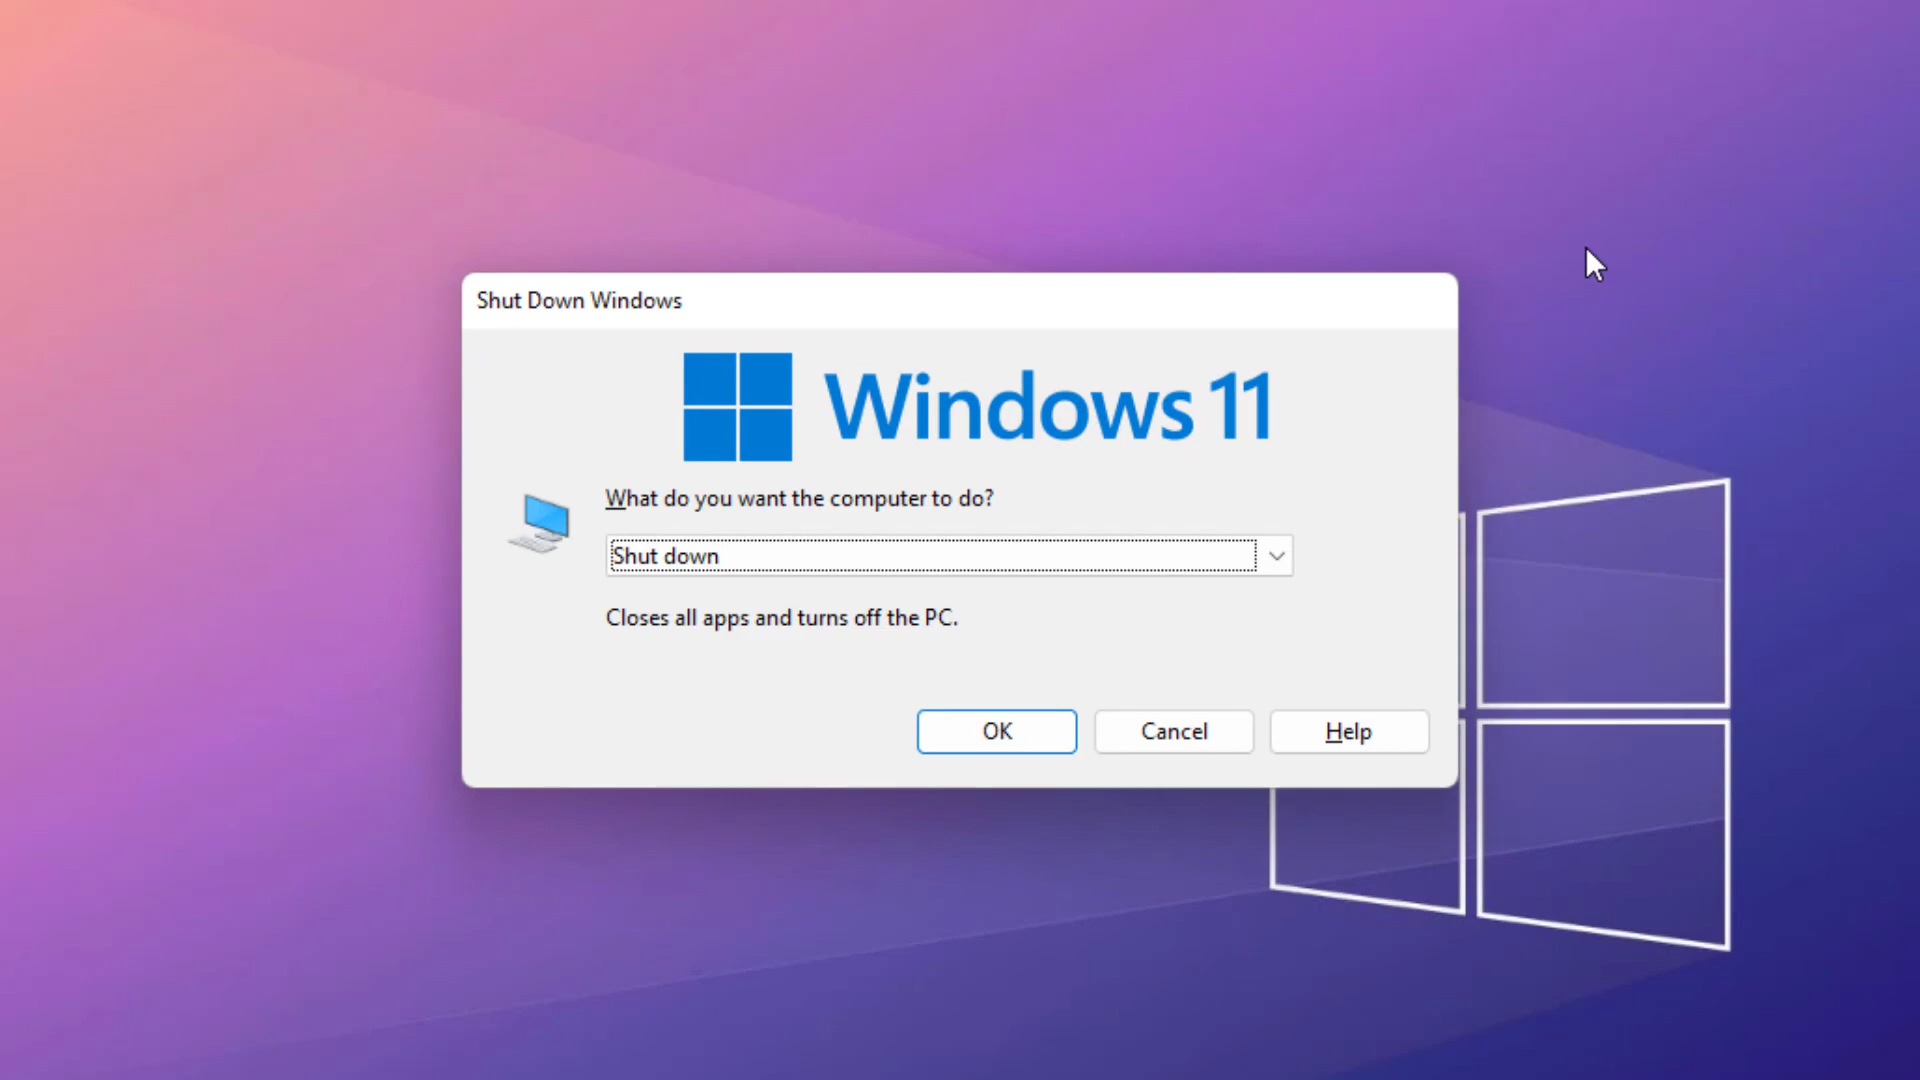 Shut Down Windows
Windows 11
What do you want the computer to do?
Shut down
Closes all apps and turns off the PC.
OK Cancel Help